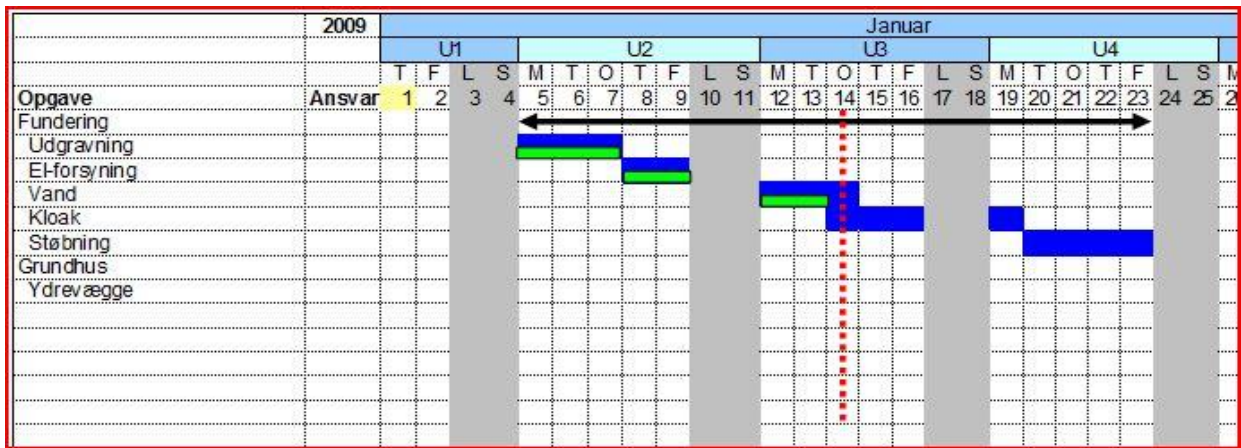 2009 Januar
U1 U2 U3 U4
T F L S M T O T F L S M T O T F L S M T O T F L S M
Opgave Ansvar 1 2 3 4 5 6 7 8 9 10 11 12 13 14 15 16 17 18 19 20 21 22 23 24 25
Fundering
Udgravning
El-forsyning
Vand
Kloak
Støbning
Grundhus
Ydrevægge